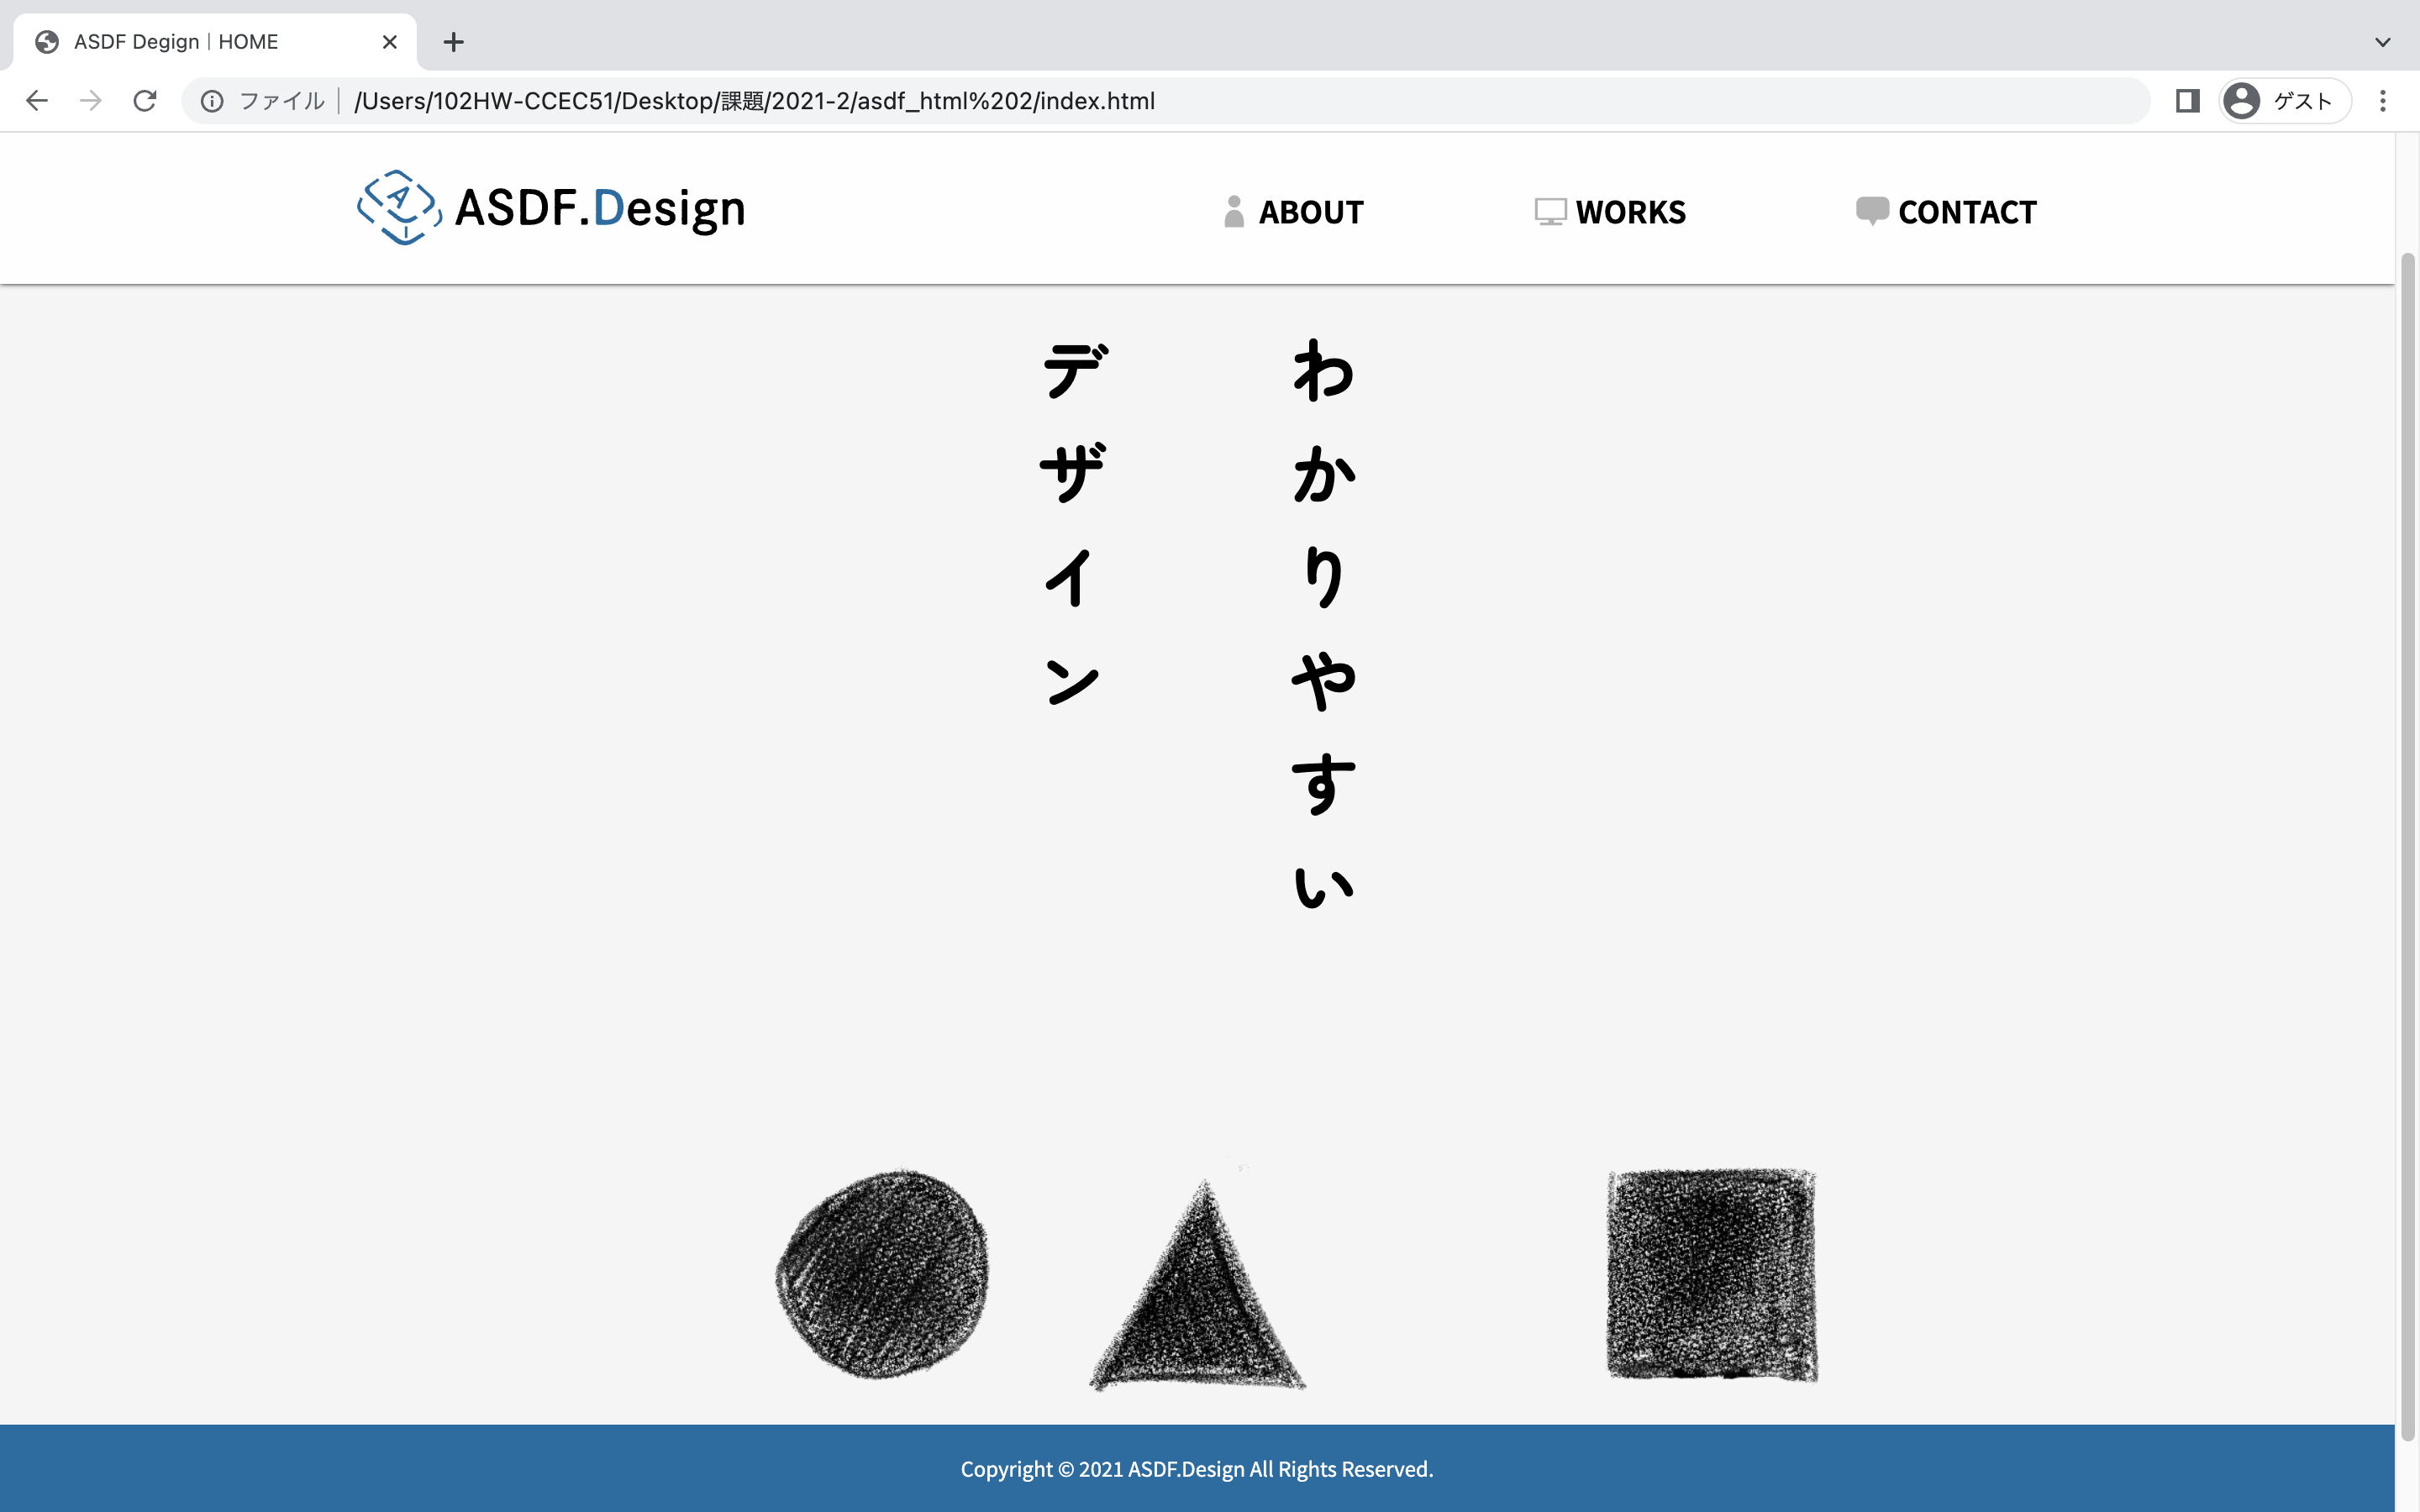 ASDF Degign｜HOME
ファイル
/Users/102HW-CCEC51/Desktop/課題/2021-2/asdf_html%202/index.html
ゲスト
A
ASDF.Design
ABOUT
WORKS
CONTACT
わかりやすい
デザイン
Copyright © 2021 ASDF.Design All Rights Reserved.